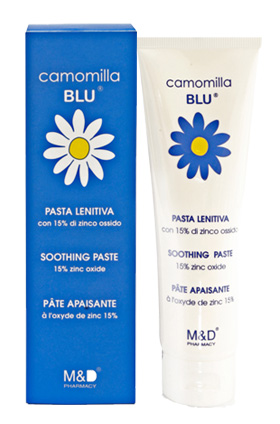 camomilla
BLU®
PASTA LENITIVA
con 15% di zinco ossido
SOOTHING PASTE
15% zinc oxide
PÂTE APAISANTE
à l'oxyde de zinc 15%
M&D®
PHARMACY
camomilla
BLU®
PASTA LENITIVA
con 15% di zinco ossido
SOOTHING PASTE
15% zinc oxide
PÂTE APAISANTE
à l'oxyde de zinc 15%
M&D®
PHARMACY